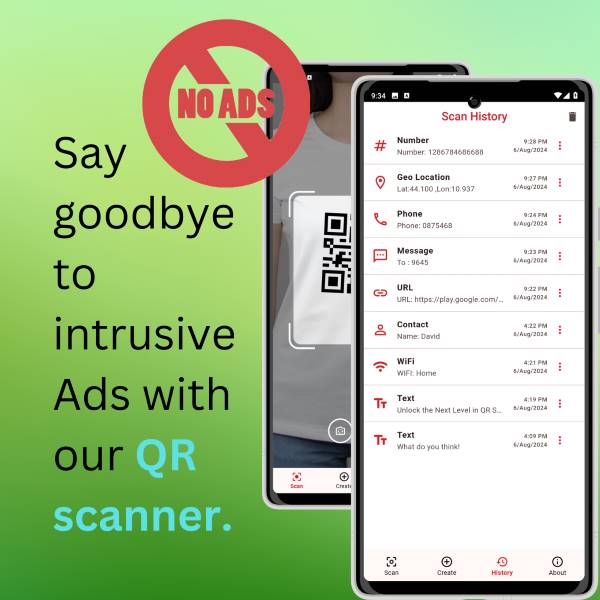 NO ADS
Say
goodbye
to
intrusive
Ads with
our QR
scanner.
Scan
Create
9:34
Scan History
Number
9:28 PM
Number: 1286784686688
6/Aug/2024
Geo Location
9:27 PM
Lat:44.100 ,Lon:10.937
6/Aug/2024
Phone
9:24 PM
Phone: 0875468
6/Aug/2024
Message
9:23 PM
To : 9645
6/Aug/2024
URL
9:22 PM
URL: https://play.google.com/...
6/Aug/2024
Contact
4:22 PM
Name: David
6/Aug/2024
WiFi
4:21 PM
WIFI: Home
6/Aug/2024
Text
4:19 PM
Unlock the Next Level in QR S...
6/Aug/2024
Text
4:09 PM
What do you think!
6/Aug/2024
Scan
Create
History
About